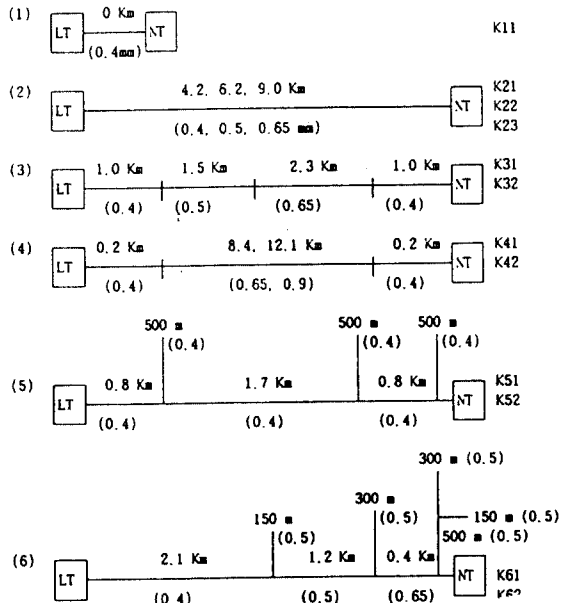 (1) 0 Km K11
LT NT
(0.4mm)
(2) 4.2, 6.2, 9.0 Km K21
LT NT K22
(0.4, 0.5, 0.65 mm) K23
(3) 1.0 Km 1.5 Km 2.3 Km 1.0 Km K31
LT NT K32
(0.4) (0.5) (0.65) (0.4)
(4) 0.2 Km 8.4, 12.1 Km 0.2 Km K41
LT NT K42
(0.4) (0.65, 0.9) (0.4)
500 m 500 m 500 m
(0.4) (0.4) (0.4)
(5) 0.8 Km 1.7 Km 0.8 Km K51
LT NT K52
(0.4) (0.4) (0.4)
300 m (0.5)
300 m
150 m (0.5) 150 m (0.5)
(0.5) 500 m (0.5)
(6) 2.1 Km 1.2 Km 0.4 Km
LT NT K61
(0.4) (0.5) (0.65) K62